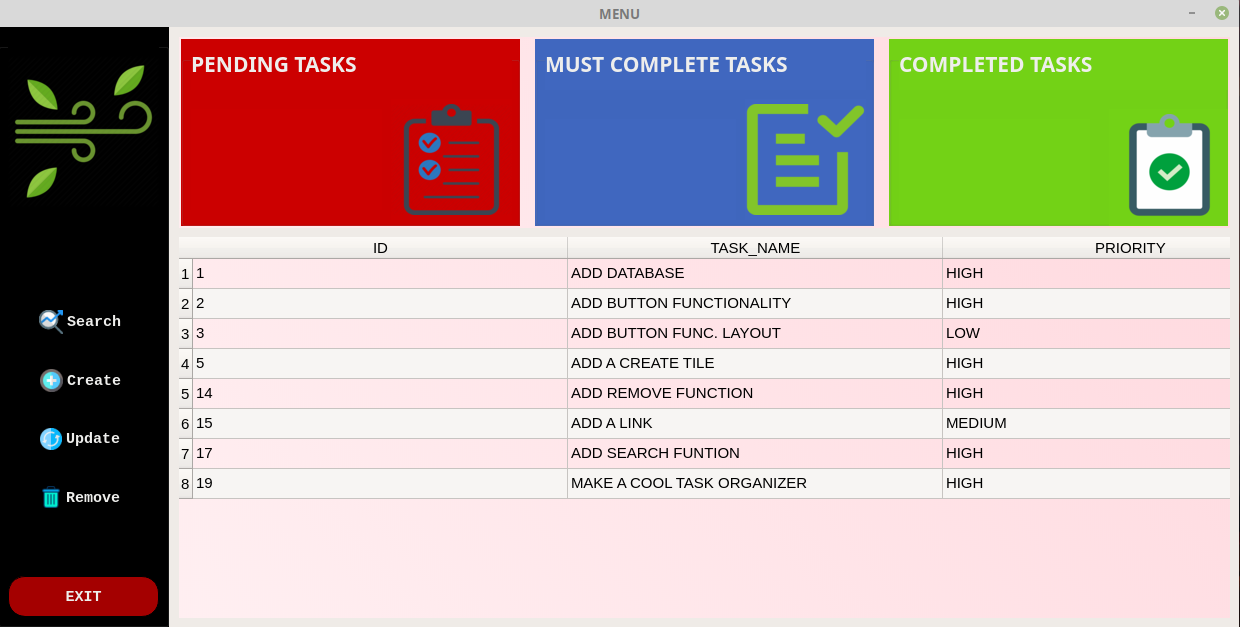 MENU
PENDING TASKS
MUST COMPLETE TASKS
COMPLETED TASKS
Search
Create
Update
Remove
EXIT
ID TASK_NAME PRIORITY
1 1 ADD DATABASE HIGH
2 2 ADD BUTTON FUNCTIONALITY HIGH
3 3 ADD BUTTON FUNC. LAYOUT LOW
4 5 ADD A CREATE TILE HIGH
5 14 ADD REMOVE FUNCTION HIGH
6 15 ADD A LINK MEDIUM
7 17 ADD SEARCH FUNTION HIGH
8 19 MAKE A COOL TASK ORGANIZER HIGH